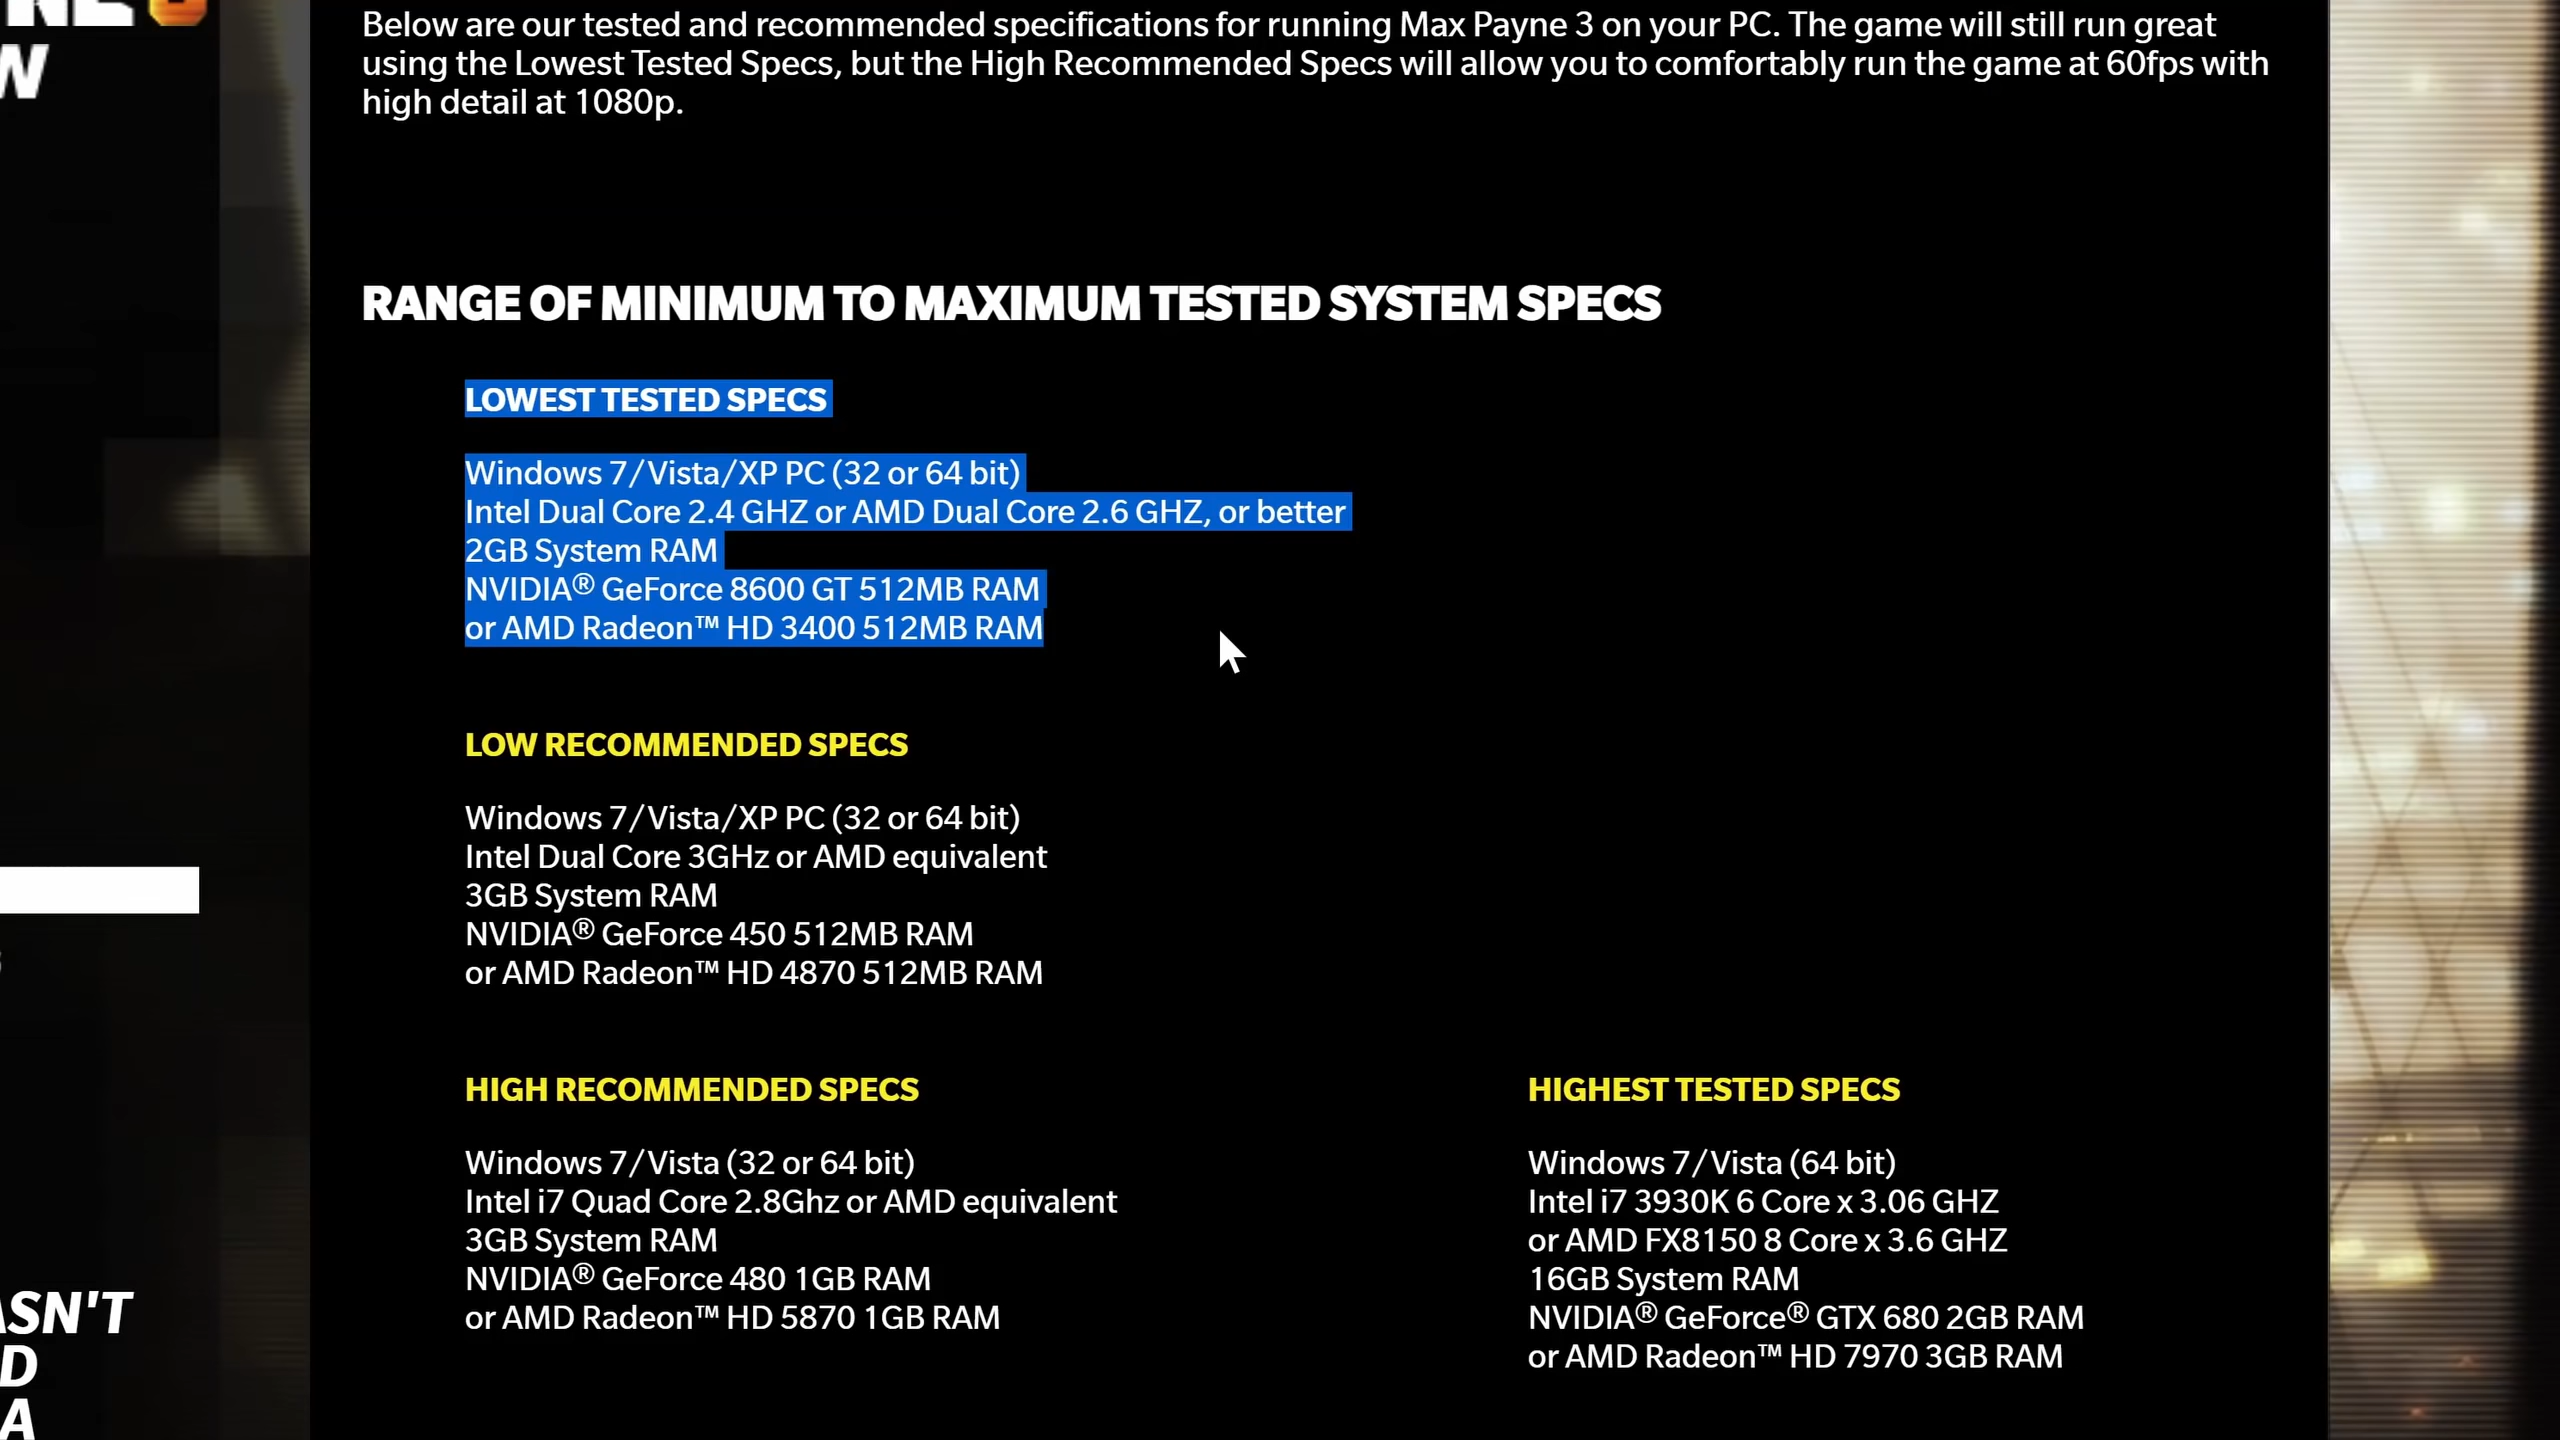 NE 3
W
Below are our tested and recommended specifications for running Max Payne 3 on your PC. The game will still run great
using the Lowest Tested Specs, but the High Recommended Specs will allow you to comfortably run the game at 60fps with
high detail at 1080p.
RANGE OF MINIMUM TO MAXIMUM TESTED SYSTEM SPECS
LOWEST TESTED SPECS
Windows 7/Vista/XP PC (32 or 64 bit)
Intel Dual Core 2.4 GHZ or AMD Dual Core 2.6 GHZ, or better
2GB System RAM
NVIDIA® GeForce 8600 GT 512MB RAM
or AMD Radeon™ HD 3400 512MB RAM
LOW RECOMMENDED SPECS
Windows 7/Vista/XP PC (32 or 64 bit)
Intel Dual Core 3GHz or AMD equivalent
3GB System RAM
NVIDIA® GeForce 450 512MB RAM
or AMD Radeon™ HD 4870 512MB RAM
HIGH RECOMMENDED SPECS
Windows 7/Vista (32 or 64 bit)
Intel i7 Quad Core 2.8Ghz or AMD equivalent
3GB System RAM
NVIDIA® GeForce 480 1GB RAM
or AMD Radeon™ HD 5870 1GB RAM
HIGHEST TESTED SPECS
Windows 7/Vista (64 bit)
Intel i7 3930K 6 Core x 3.06 GHZ
or AMD FX8150 8 Core x 3.6 GHZ
16GB System RAM
NVIDIA® GeForce® GTX 680 2GB RAM
or AMD Radeon™ HD 7970 3GB RAM
ASN'T
D
A